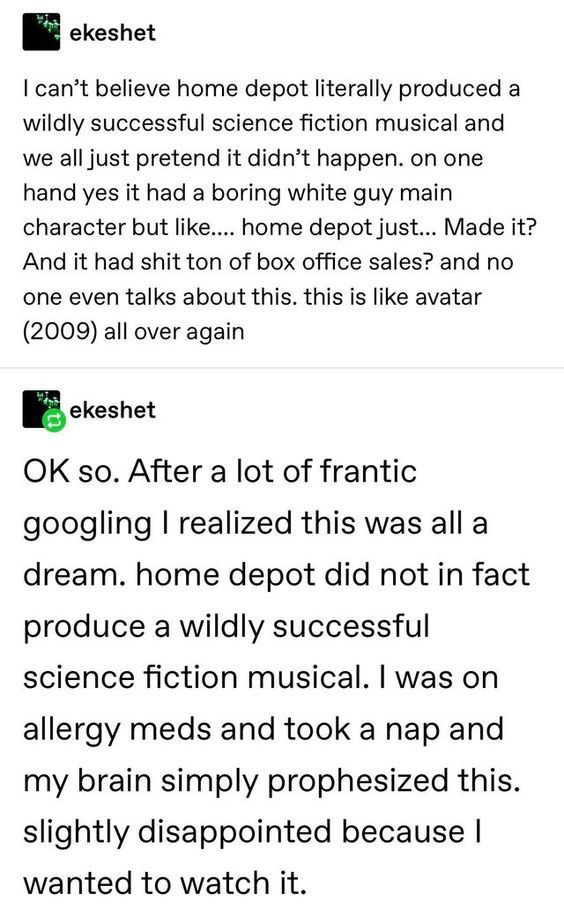 ekeshet
I can’t believe home depot literally produced a
wildly successful science fiction musical and
we all just pretend it didn’t happen. on one
hand yes it had a boring white guy main
character but like.... home depot just... Made it?
And it had shit ton of box office sales? and no
one even talks about this. this is like avatar
(2009) all over again
ekeshet
OK so. After a lot of frantic
googling I realized this was all a
dream. home depot did not in fact
produce a wildly successful
science fiction musical. I was on
allergy meds and took a nap and
my brain simply prophesized this.
slightly disappointed because I
wanted to watch it.